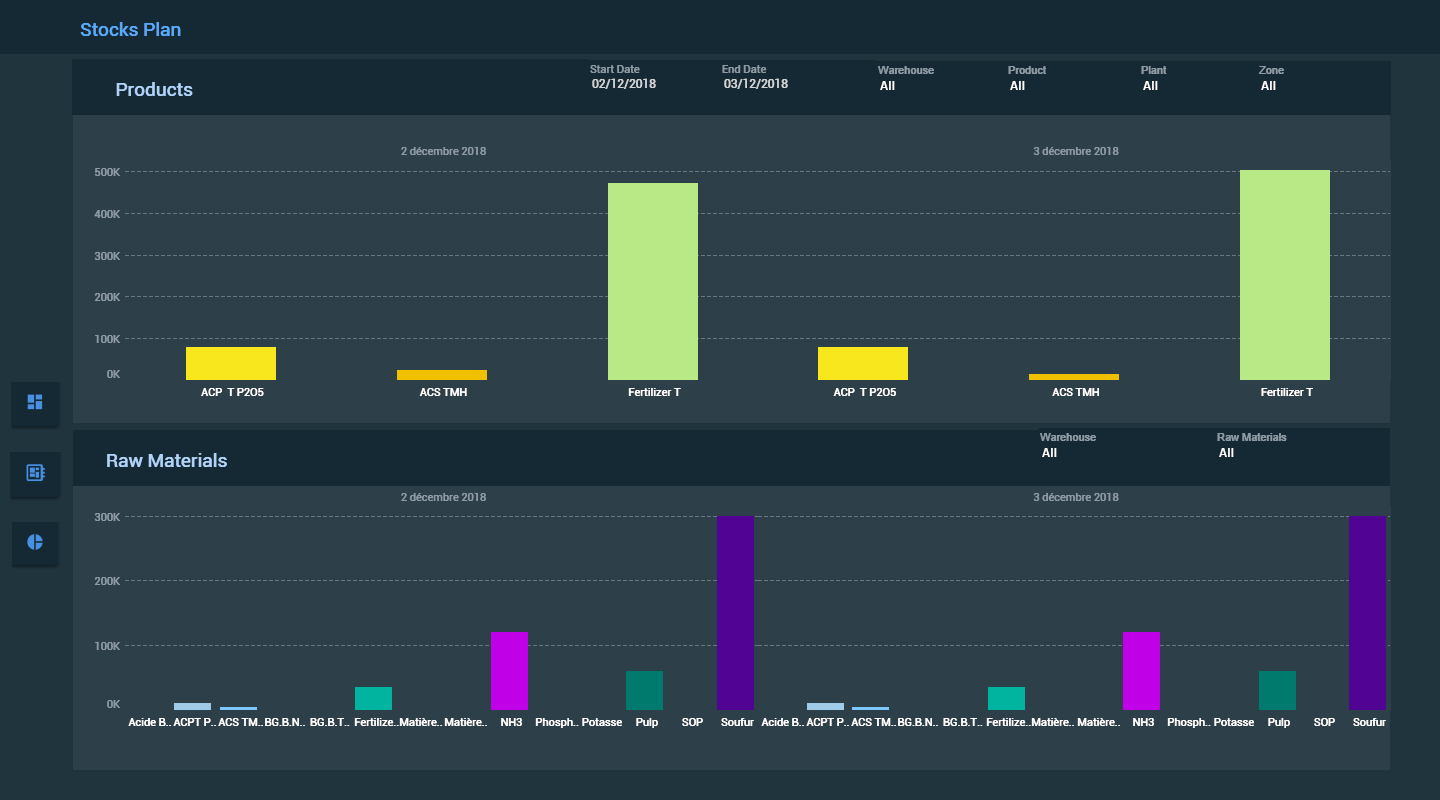 Stocks Plan
Products
Start Date
02/12/2018
End Date
03/12/2018
Warehouse
All
Product
All
Plant
All
Zone
All
2 décembre 2018
3 décembre 2018
500K
400K
300K
200K
100K
0K
ACP T P2O5
ACS TMH
Fertilizer T
ACP T P2O5
ACS TMH
Fertilizer T
Raw Materials
Warehouse
All
Raw Materials
All
2 décembre 2018
3 décembre 2018
300K
200K
100K
0K
Acide B.. ACPT P.. ACS TM.. BG.B.N.. BG.B.T.. Fertilize.. Matière.. Matière.. NH3 Phosph.. Potasse Pulp SOP Soufur Acide B.. ACPT P.. ACS TM.. BG.B.N.. BG.B.T.. Fertilize.. Matière.. Matière.. NH3 Phosph.. Potasse Pulp SOP Soufur